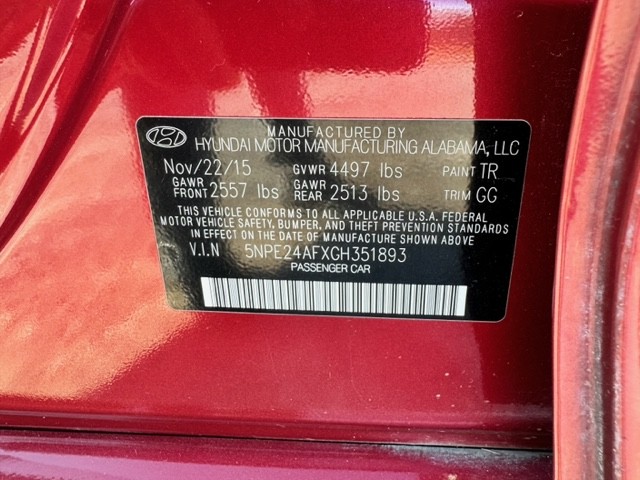 MANUFACTURED BY
HYUNDAI MOTOR MANUFACTURING ALABAMA, LLC
Nov/22/15 GVWR 4497 lbs PAINT TR
GAWR FRONT 2557 lbs GAWR REAR 2513 lbs TRIM GG
THIS VEHICLE CONFORMS TO ALL APPLICABLE U.S.A. FEDERAL
MOTOR VEHICLE SAFETY, BUMPER, AND THEFT PREVENTION STANDARDS
IN EFFECT ON THE DATE OF MANUFACTURE SHOWN ABOVE
V.I.N 5NPE24AFXGH351893
PASSENGER CAR